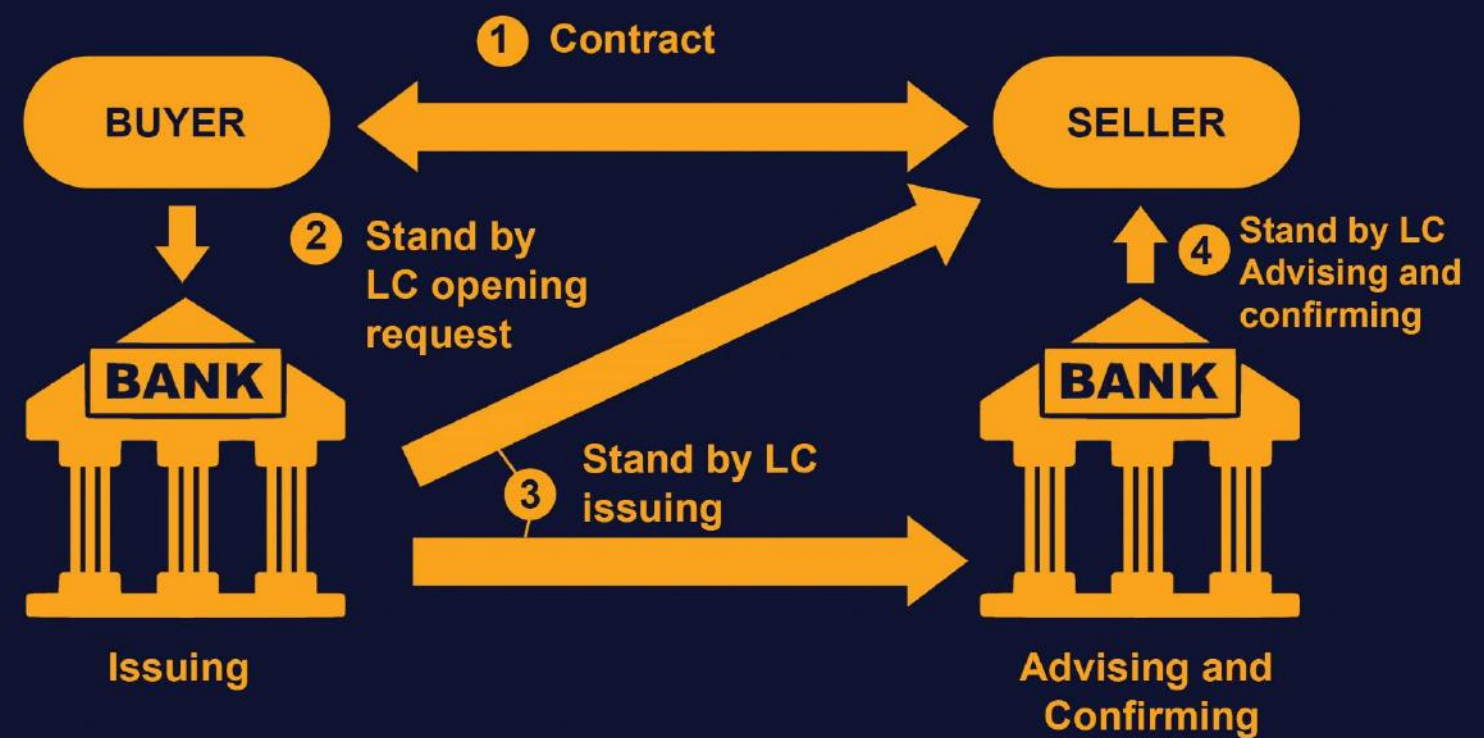 1 Contract
BUYER
SELLER
2 Stand by
LC opening
request
4 Stand by LC
Advising and
confirming
BANK
BANK
3 Stand by LC
issuing
Issuing
Advising and
Confirming